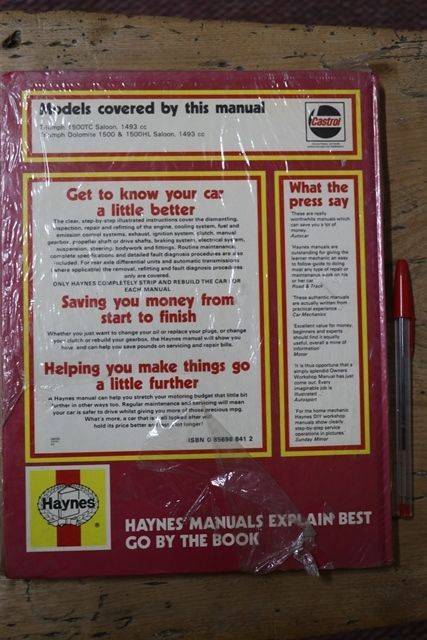 Models covered by this manual
Triumph 1500TC Saloon. 1493 cc
Triumph Dolomite 1500 & 1500HL Saloon. 1493 cc
Castrol
Get to know your car
a little better
The clear, step-by-step illustrated instructions cover the dismantling,
inspection, repair and refitting of the engine, cooling system, fuel and
emission control systems, exhaust, ignition system, clutch, manual
gearbox, propeller shaft or drive shafts, braking system, electrical system,
suspension, steering, bodywork and fittings. Routine maintenance,
complete specifications and detailed fault diagnosis procedures are also
included. For rear axle differential units and automatic transmissions
(where applicable) the removal, refitting and fault diagnosis procedures
only are covered.
ONLY HAYNES COMPLETELY STRIP AND REBUILD THE CAR FOR
EACH MANUAL
Saving you money from
start to finish
Whether you just want to change your oil or replace your plugs, or change
your clutch or rebuild your gearbox, the Haynes manual will show you
how and can help you save pounds on servicing and repair bills.
Helping you make things go
a little further
A Haynes manual can help you stretch your motoring budget that little bit
further in other ways too. Regular maintenance and servicing will mean
your car is safer to drive whilst giving you more of those precious mpg.
What's more, a car that is well looked after will
hold its price better and last a lot longer!
ISBN 0 85696 841 2
What the
press say
These are really
worthwhile manuals which
can save you a lot of
money.
Autocar
'Haynes manuals are
outstanding for giving the
learner mechanic an easy
to follow guide to doing
most any type of repair or
maintenance work on his
or her car.'
Road & Track
'These authentic manuals
are actually written from
practical experience ...'
Car Mechanics
'Excellent value for money,
beginners and experts
should find it equally
useful, overall a mine of
information'
Motor
'It is thus opportune that a
simply splendid Owners
Workshop Manual has just
come out. Every
imaginable job is
illustrated ...'
Autosport
'For the home mechanic
Haynes DIY workshop
manuals show clearly
step-by-step service
operations in pictures.'
Sunday Mirror
Haynes
®
HAYNES MANUALS EXPLAIN BEST
GO BY THE BOOK